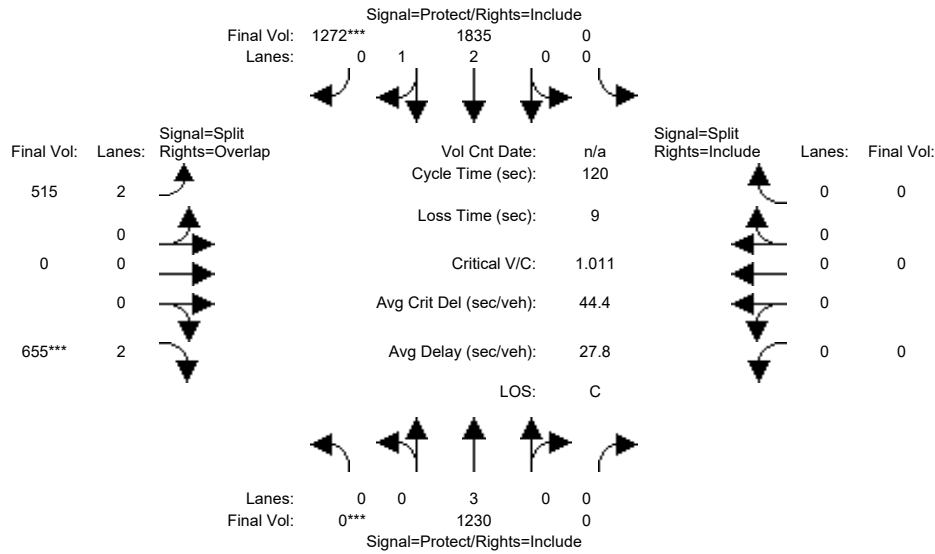 Signal=Protect/Rights=Include
Final Vol: 1272*** 1835 0
Lanes: 0 1 2 0 0
Signal=Split Signal=Split
Final Vol: Lanes: Rights=Overlap Vol Cnt Date: n/a Rights=Include Lanes: Final Vol:
Cycle Time (sec): 120
515 2 0 0
Loss Time (sec): 9
0 0
0 0 Critical V/C: 1.011 0 0
0 Avg Crit Del (sec/veh): 44.4 0
655*** 2 Avg Delay (sec/veh): 27.8 0 0
LOS: C
Lanes: 0 0 3 0 0
Final Vol: 0*** 1230 0
Signal=Protect/Rights=Include